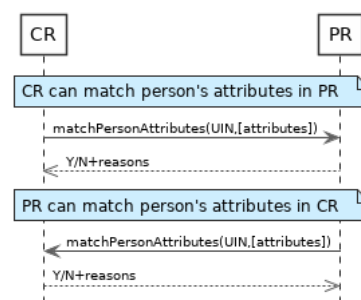 CR PR
CR can match person's attributes in PR
matchPersonAttributes(UIN,[attributes])
Y/N+reasons
PR can match person's attributes in CR
matchPersonAttributes(UIN,[attributes])
Y/N+reasons